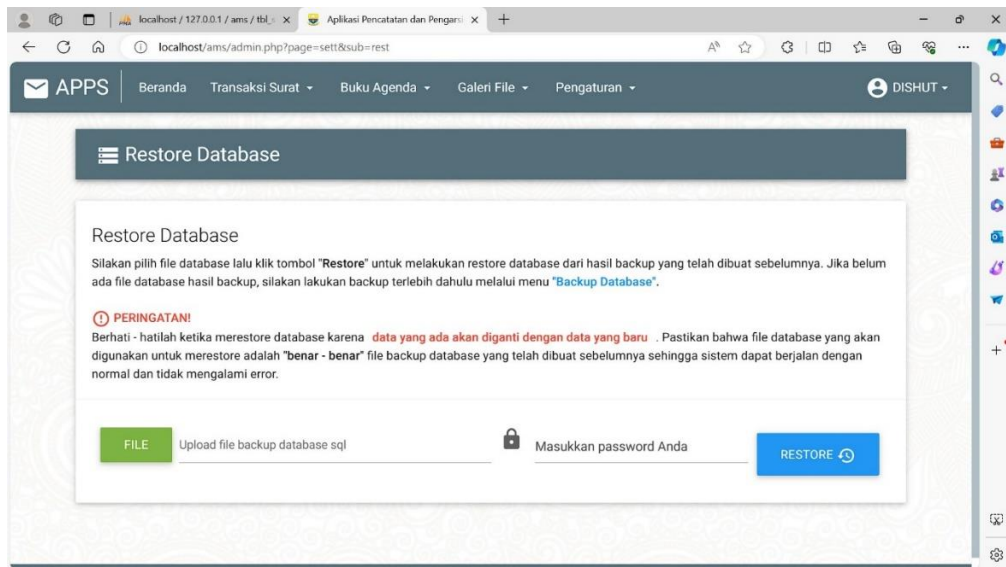 localhost / 127.0.0.1 / ams / tbl_s
Aplikasi Pencatatan dan Pengarsi
localhost/ams/admin.php?page=sett&sub=rest
APPS
Beranda
Transaksi Surat
Buku Agenda
Galeri File
Pengaturan
DISHUT
Restore Database
Restore Database
Silakan pilih file database lalu klik tombol "Restore" untuk melakukan restore database dari hasil backup yang telah dibuat sebelumnya. Jika belum
ada file database hasil backup, silakan lakukan backup terlebih dahulu melalui menu "Backup Database".
PERINGATAN!
Berhati - hatilah ketika merestore database karena data yang ada akan diganti dengan data yang baru . Pastikan bahwa file database yang akan
digunakan untuk merestore adalah "benar - benar" file backup database yang telah dibuat sebelumnya sehingga sistem dapat berjalan dengan
normal dan tidak mengalami error.
FILE
Upload file backup database sql
Masukkan password Anda
RESTORE